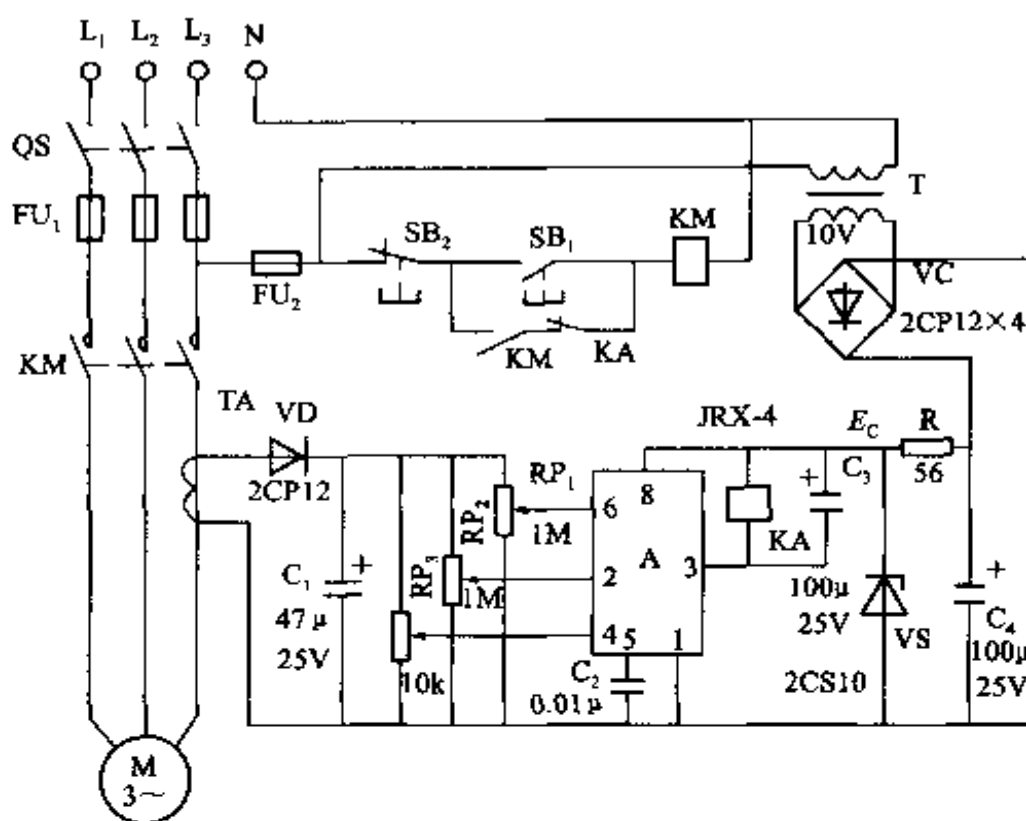 L₁ L₂ L₃ N
QS
T
FU₁
SB₂ SB₁ KM
10V
FU₂
VC
2CP12×4
KM KA
KM
TA VD
JRX-4 E_C R
2CP12
RP₁
C₃
56
RP₂ 1M
6 8
KA
RP₃
A
3
C₁
1M
2
100μ
47μ
4 5 1
25V VS
C₄
25V
10k
C₂
100μ
0.01μ
2CS10
25V
M
3~
+
+
+